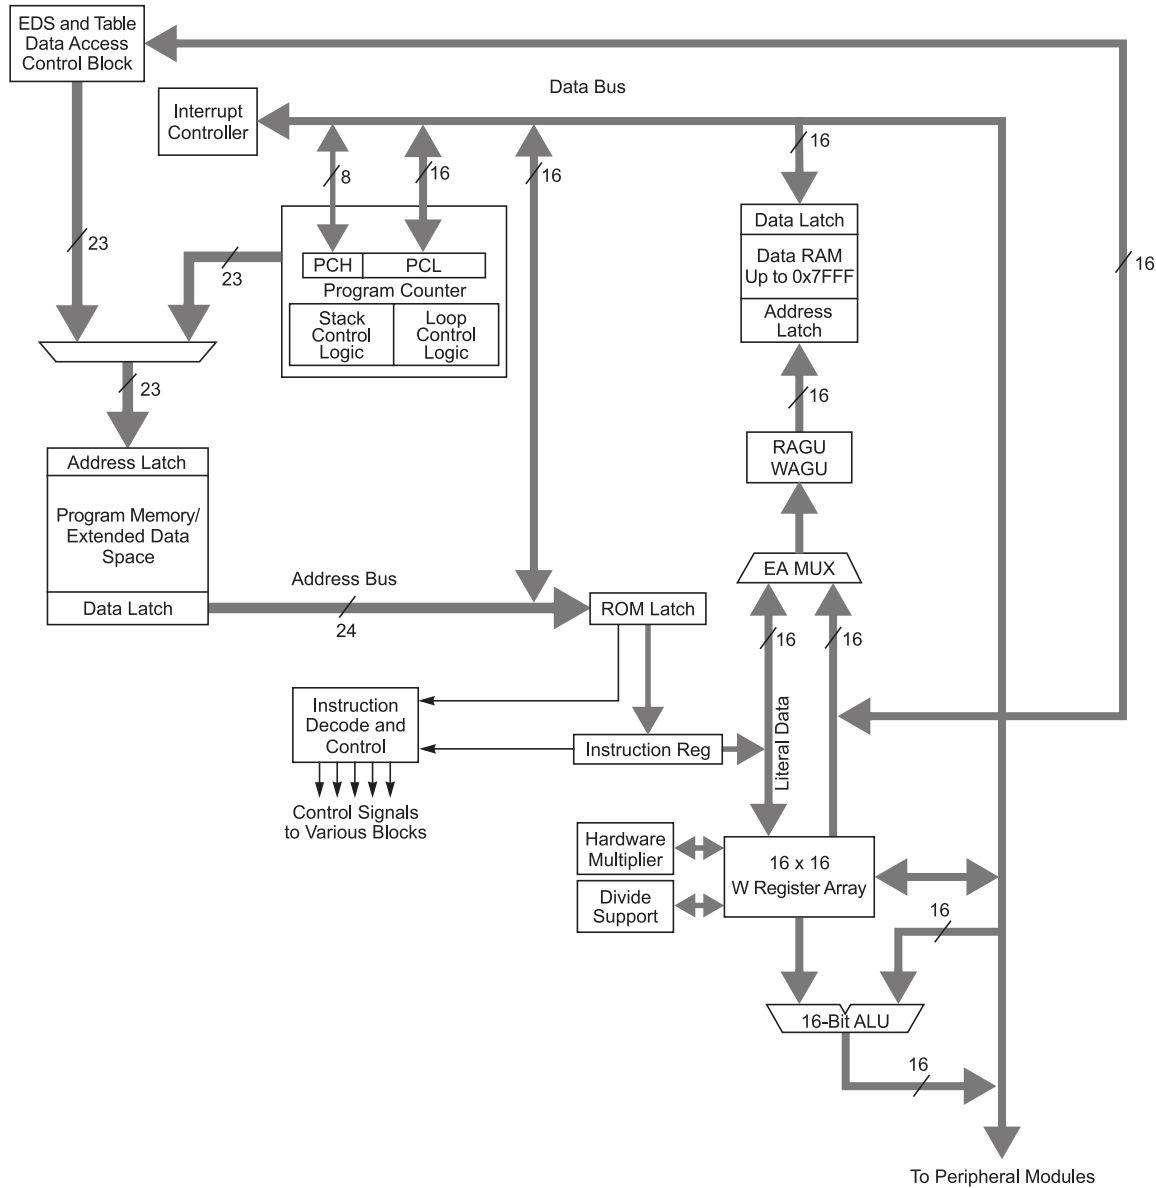 EDS and Table
Data Access
Control Block
Data Bus
Interrupt
Controller
8
16
16
16
23
23
16
PCH
PCL
Program Counter
Stack
Control
Logic
Loop
Control
Logic
Data Latch
Data RAM
Up to 0x7FFF
Address
Latch
23
16
Address Latch
Program Memory/
Extended Data
Space
Data Latch
RAGU
WAGU
EA MUX
Address Bus
24
ROM Latch
16
16
Instruction
Decode and
Control
Instruction Reg
Literal Data
Control Signals
to Various Blocks
Hardware
Multiplier
Divide
Support
16 x 16
W Register Array
16
16-Bit ALU
16
To Peripheral Modules